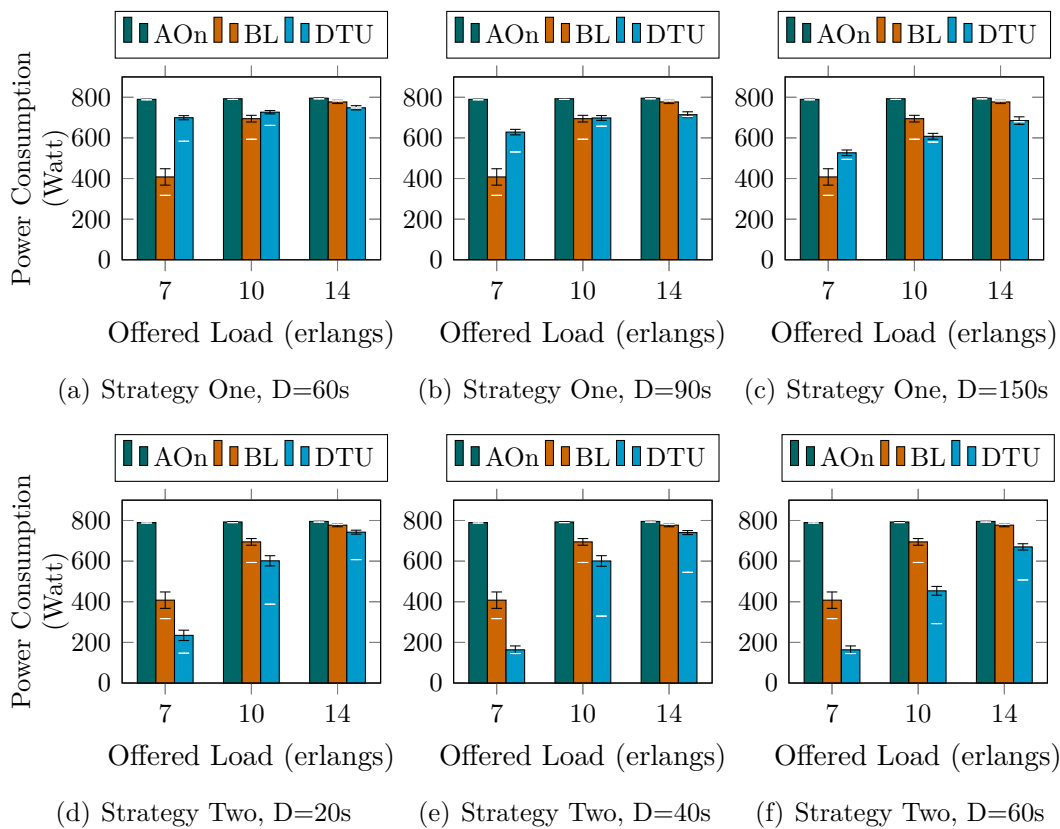 AOn BL DTU
AOn BL DTU
AOn BL DTU
Power Consumption
(Watt)
800
600
400
200
0
7 10 14
Offered Load (erlangs)
800
600
400
200
0
7 10 14
Offered Load (erlangs)
800
600
400
200
0
7 10 14
Offered Load (erlangs)
(a) Strategy One, D=60s
(b) Strategy One, D=90s
(c) Strategy One, D=150s
AOn BL DTU
AOn BL DTU
AOn BL DTU
Power Consumption
(Watt)
800
600
400
200
0
7 10 14
Offered Load (erlangs)
800
600
400
200
0
7 10 14
Offered Load (erlangs)
800
600
400
200
0
7 10 14
Offered Load (erlangs)
(d) Strategy Two, D=20s
(e) Strategy Two, D=40s
(f) Strategy Two, D=60s